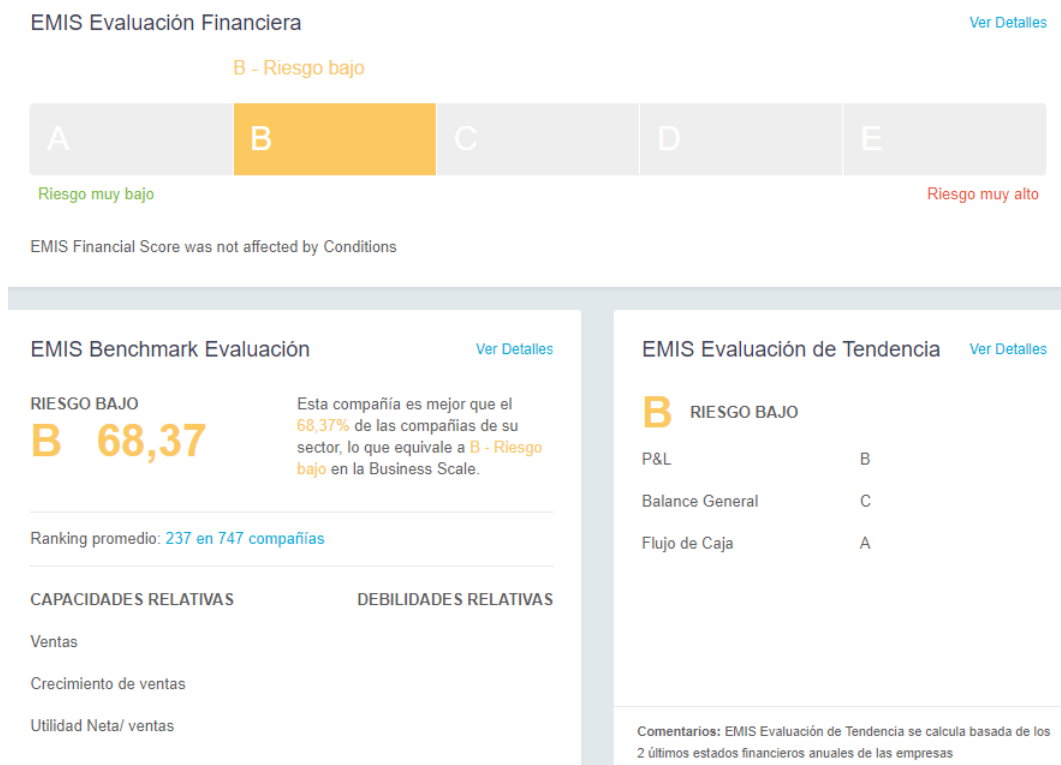 EMIS Evaluación Financiera
Ver Detalles
B - Riesgo bajo
A
B
C
D
E
Riesgo muy bajo
Riesgo muy alto
EMIS Financial Score was not affected by Conditions
EMIS Benchmark Evaluación
Ver Detalles
RIESGO BAJO
B 68,37
Esta compañía es mejor que el
68,37% de las compañias de su
sector, lo que equivale a B - Riesgo
bajo en la Business Scale.
Ranking promedio: 237 en 747 compañías
CAPACIDADES RELATIVAS
DEBILIDADES RELATIVAS
Ventas
Crecimiento de ventas
Utilidad Neta/ ventas
EMIS Evaluación de Tendencia
Ver Detalles
B RIESGO BAJO
P&L B
Balance General C
Flujo de Caja A
Comentarios: EMIS Evaluación de Tendencia se calcula basada de los
2 últimos estados financieros anuales de las empresas